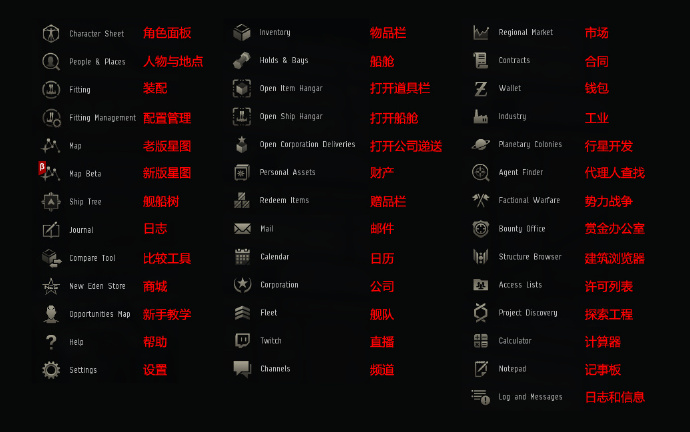 Character Sheet 角色面板
People & Places 人物与地点
Fitting 装配
Fitting Management 配置管理
Map 老版星图
β Map Beta 新版星图
Ship Tree 舰船树
Journal 日志
Compare Tool 比较工具
New Eden Store 商城
Opportunities Map 新手教学
Help 帮助
Settings 设置
Inventory 物品栏
Holds & Bays 船舱
Open Item Hangar 打开道具栏
Open Ship Hangar 打开船舱
Open Corporation Deliveries 打开公司递送
Personal Assets 财产
Redeem Items 赠品栏
Mail 邮件
Calendar 日历
Corporation 公司
Fleet 舰队
Twitch 直播
Channels 频道
Regional Market 市场
Contracts 合同
Wallet 钱包
Industry 工业
Planetary Colonies 行星开发
Agent Finder 代理人查找
Factional Warfare 势力战争
Bounty Office 赏金办公室
Structure Browser 建筑浏览器
Access Lists 许可列表
Project Discovery 探索工程
Calculator 计算器
Notepad 记事板
Log and Messages 日志和信息